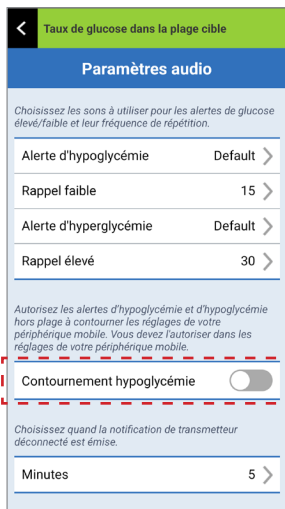 Taux de glucose dans la plage cible
Paramètres audio
Choisissez les sons à utiliser pour les alertes de glucose
élevé/faible et leur fréquence de répétition.
Alerte d'hypoglycémie Default
Rappel faible 15
Alerte d'hyperglycémie Default
Rappel élevé 30
Autorisez les alertes d'hypoglycémie et d'hypoglycémie
hors plage à contourner les réglages de votre
périphérique mobile. Vous devez l'autoriser dans les
réglages de votre périphérique mobile.
Contournement hypoglycémie
Choisissez quand la notification de transmetteur
déconnecté est émise.
Minutes 5